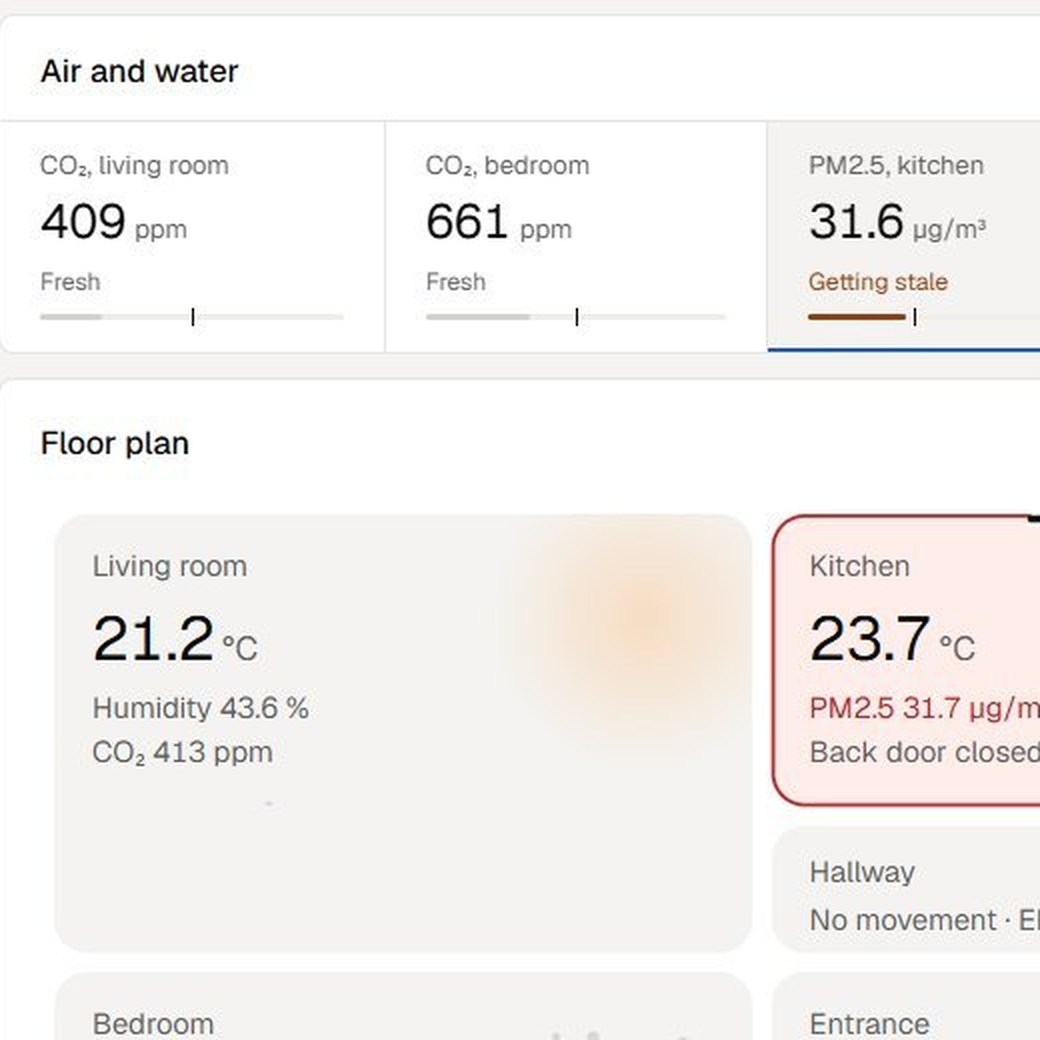 Air and water
CO₂, living room
409 ppm
Fresh
CO₂, bedroom
661 ppm
Fresh
PM2.5, kitchen
31.6 µg/m³
Getting stale
Floor plan
Living room
21.2 °C
Humidity 43.6 %
CO₂ 413 ppm
Kitchen
23.7 °C
PM2.5 31.7 µg/m
Back door closed
Hallway
No movement ·
Bedroom
Entrance